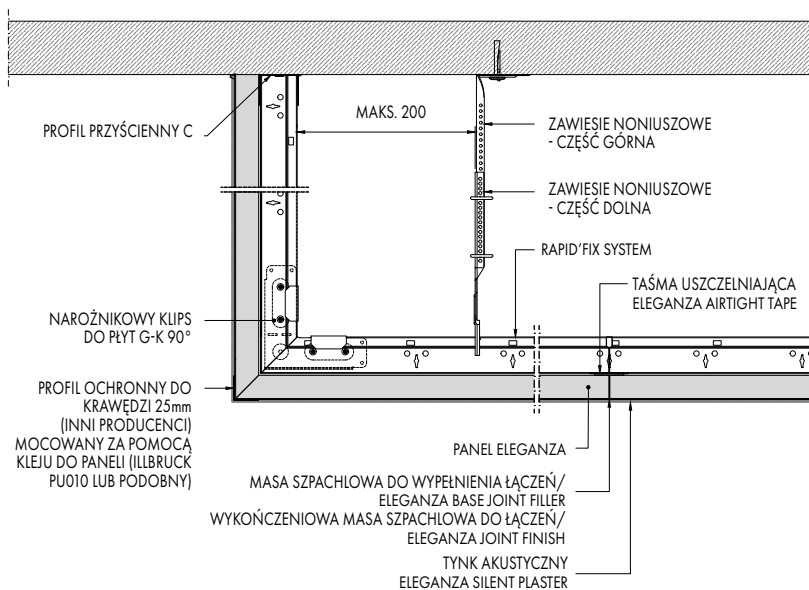 PROFIL PRZYŚCIENNY C
MAKS. 200
ZAWIESIE NONIUSZOWE
- CZĘŚĆ GÓRNA
ZAWIESIE NONIUSZOWE
- CZĘŚĆ DOLNA
RAPID'FIX SYSTEM
TAŚMA USZCZELNIAJĄCA
ELEGANZA AIRTIGHT TAPE
NAROŻNIKOWY KLIPS
DO PŁYT G-K 90°
PROFIL OCHRONNY DO
KRAWĘDZI 25mm
(INNI PRODUCENCI)
MOCOWANY ZA POMOCĄ
KLEJU DO PANELI (ILLBRUCK
PU010 LUB PODOBNY)
PANEL ELEGANZA
MASA SZPACHLOWA DO WYPEŁNIENIA ŁĄCZEŃ/
ELEGANZA BASE JOINT FILLER
WYKOŃCZENIOWA MASA SZPACHLOWA DO ŁĄCZEŃ/
ELEGANZA JOINT FINISH
TYNK AKUSTYCZNY
ELEGANZA SILENT PLASTER